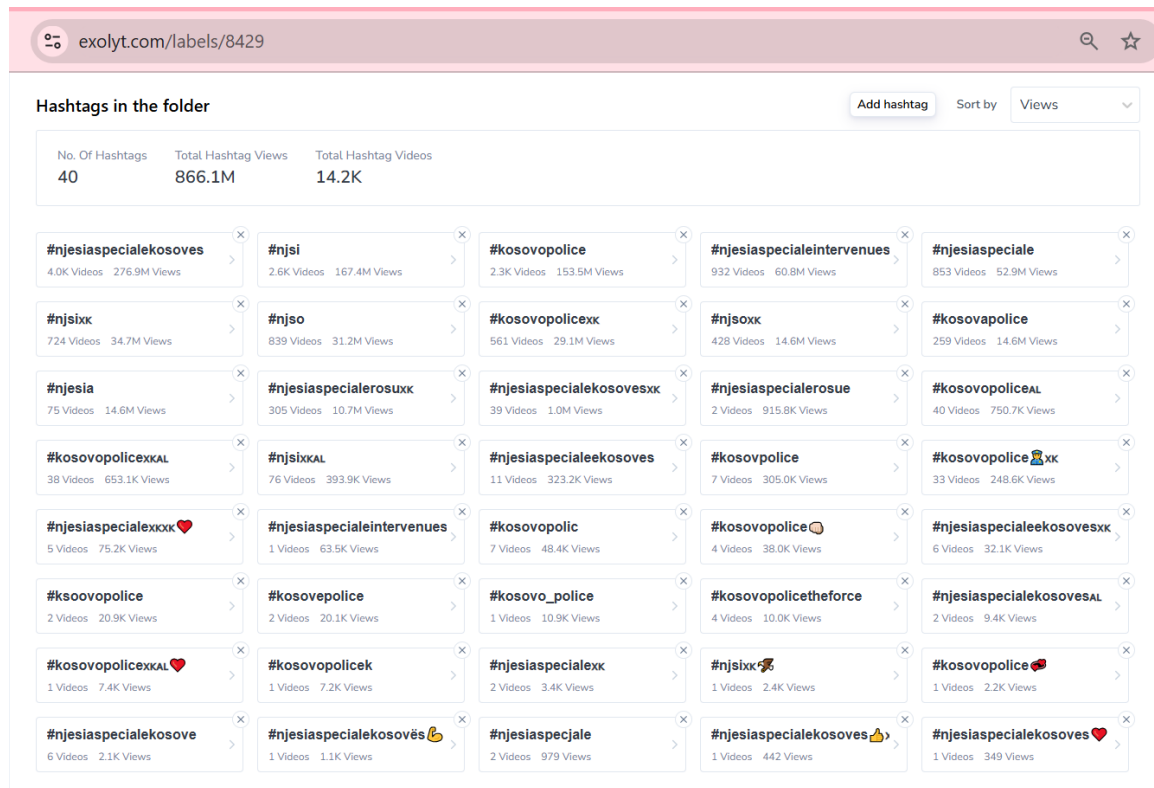 exolyt.com/labels/8429
Hashtags in the folder
Add hashtag
Sort by
Views
No. Of Hashtags
Total Hashtag Views
Total Hashtag Videos
40
866.1M
14.2K
#njesiaspecialekosoves
4.0K Videos 276.9M Views
#njsi
2.6K Videos 167.4M Views
#kosovopolice
2.3K Videos 153.5M Views
#njesiaspecialeintervenues
932 Videos 60.8M Views
#njesiaspeciale
853 Videos 52.9M Views
#njsiXK
724 Videos 34.7M Views
#njso
839 Videos 31.2M Views
#kosovopoliceXK
561 Videos 29.1M Views
#njsoXK
428 Videos 14.6M Views
#kosovapolice
259 Videos 14.6M Views
#njesia
75 Videos 14.6M Views
#njesiaspecialerosuXK
305 Videos 10.7M Views
#njesiaspecialekosovesXK
39 Videos 1.0M Views
#njesiaspecialerosue
2 Videos 915.8K Views
#kosovopoliceAL
40 Videos 750.7K Views
#kosovopoliceXKAL
38 Videos 653.1K Views
#njsiXKAL
76 Videos 393.9K Views
#njesiaspecialeekosoves
11 Videos 323.2K Views
#kosovpolice
7 Videos 305.0K Views
#kosovopolice👮XK
33 Videos 248.6K Views
#njesiaspecialeXKXK❤️
5 Videos 75.2K Views
#njesiaspecialeintervenues
1 Videos 63.5K Views
#kosovopolic
7 Videos 48.4K Views
#kosovopolice👊🏻
4 Videos 38.0K Views
#njesiaspecialeekosovesXK
6 Videos 32.1K Views
#ksoovopolice
2 Videos 20.9K Views
#kosovepolice
2 Videos 20.1K Views
#kosovo_police
1 Videos 10.9K Views
#kosovopolicetheforce
4 Videos 10.0K Views
#njesiaspecialekosovesAL
2 Videos 9.4K Views
#kosovopoliceXKAL❤️
1 Videos 7.4K Views
#kosovopolicek
1 Videos 7.2K Views
#njesiaspecialeXK
2 Videos 3.4K Views
#njsiXK🦅
1 Videos 2.4K Views
#kosovopolice
1 Videos 2.2K Views
#njesiaspecialekosove
6 Videos 2.1K Views
#njesiaspecialekosovës💪
1 Videos 1.1K Views
#njesiaspecjale
2 Videos 979 Views
#njesiaspecialekosoves👍
1 Videos 442 Views
#njesiaspecialekosoves❤️
1 Videos 349 Views